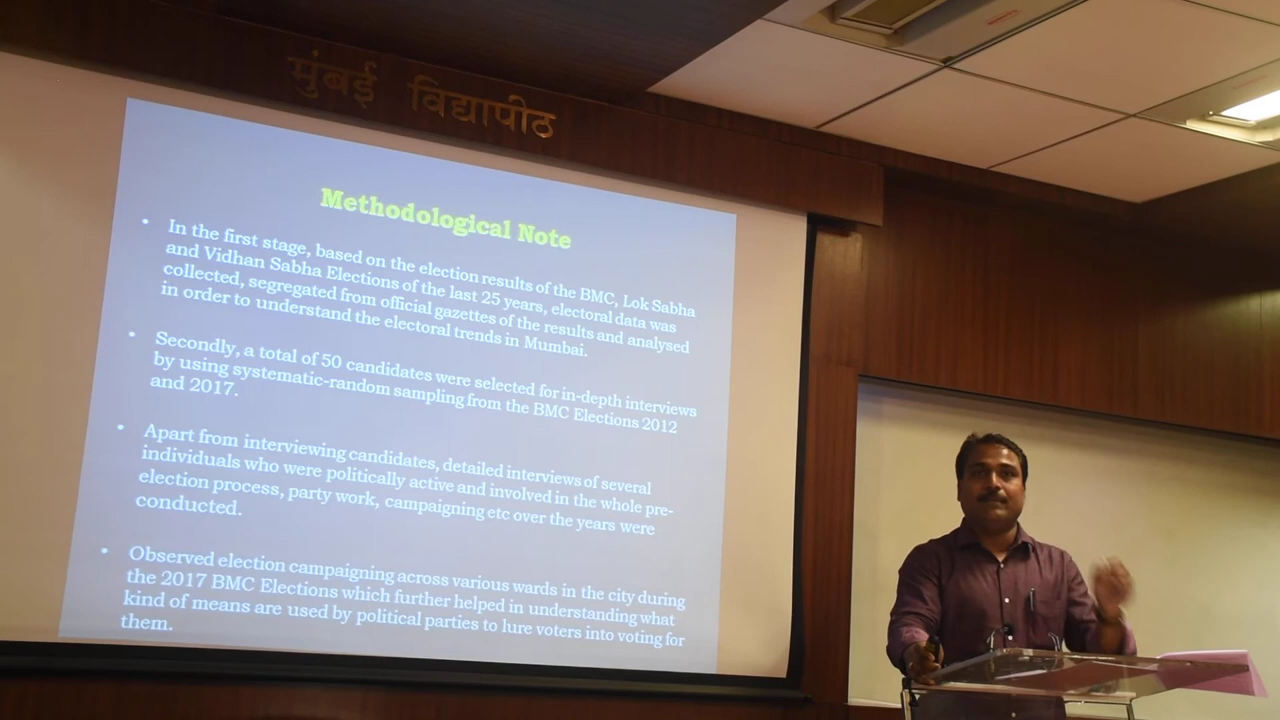 मुंबई विद्यापीठ
Methodological Note
• In the first stage, based on the election results of the BMC, Lok Sabha
and Vidhan Sabha Elections of the last 25 years, electoral data was
collected, segregated from official gazettes of the results and analysed
in order to understand the electoral trends in Mumbai.
• Secondly, a total of 50 candidates were selected for in-depth interviews
by using systematic-random sampling from the BMC Elections 2012
and 2017.
• Apart from interviewing candidates, detailed interviews of several
individuals who were politically active and involved in the whole pre-
election process, party work, campaigning etc over the years were
conducted.
• Observed election campaigning across various wards in the city during
the 2017 BMC Elections which further helped in understanding what
kind of means are used by political parties to lure voters into voting for
them.